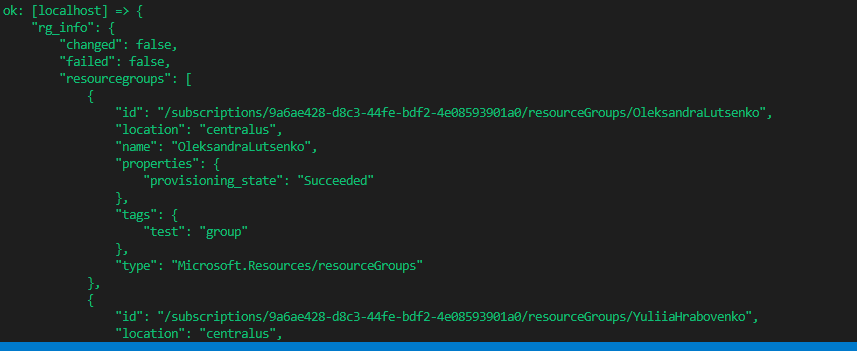 ok: [localhost] => {
    "rg_info": {
        "changed": false,
        "failed": false,
        "resourcegroups": [
            {
                "id": "/subscriptions/9a6ae428-d8c3-44fe-bdf2-4e08593901a0/resourceGroups/OleksandraLutsenko",
                "location": "centralus",
                "name": "OleksandraLutsenko",
                "properties": {
                    "provisioning_state": "Succeeded"
                },
                "tags": {
                    "test": "group"
                },
                "type": "Microsoft.Resources/resourceGroups"
            },
            {
                "id": "/subscriptions/9a6ae428-d8c3-44fe-bdf2-4e08593901a0/resourceGroups/YuliiaHrabovenko",
                "location": "centralus",